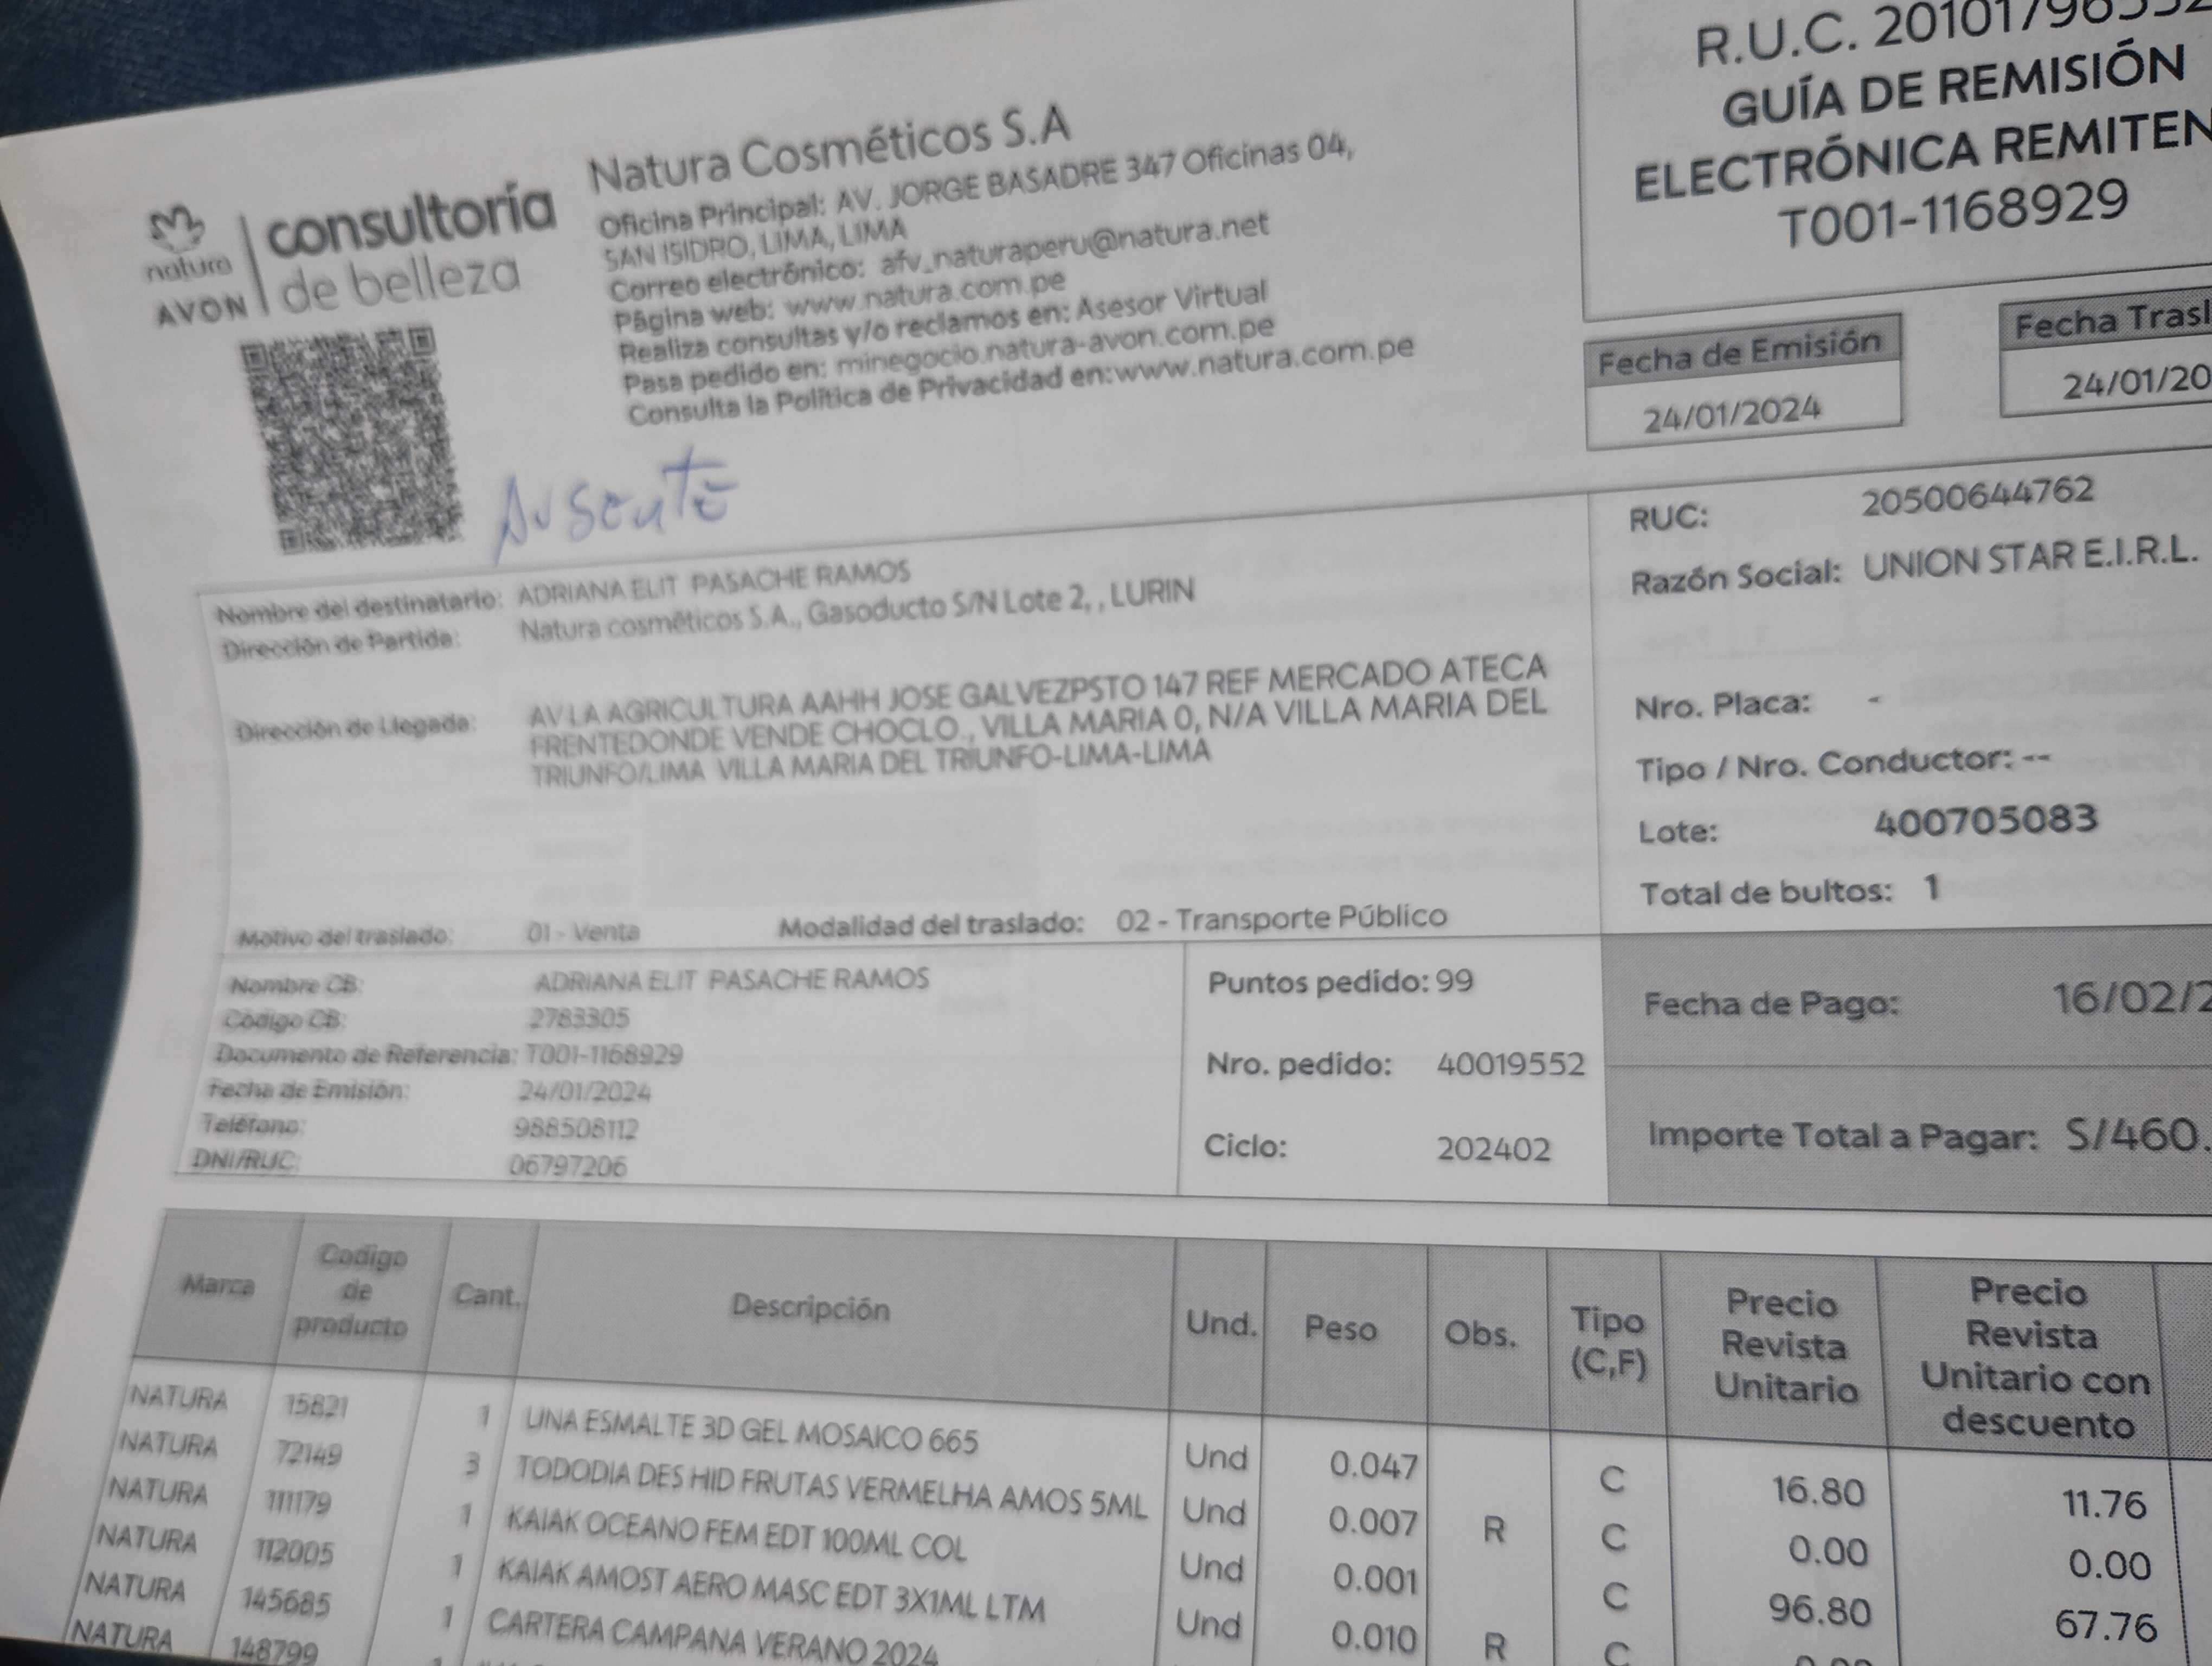 natura
AVON
consultoría
de belleza
Natura Cosméticos S.A
Oficina Principal: AV. JORGE BASADRE 347 Oficinas 04,
SAN ISIDRO, LIMA, LIMA
Correo electrónico: afv_naturaperu@natura.net
Página web: www.natura.com.pe
Realiza consultas y/o reclamos en: Asesor Virtual
Pasa pedido en: minegocio.natura-avon.com.pe
Consulta la Política de Privacidad en:www.natura.com.pe
R.U.C.
GUÍA DE REMISIÓN
ELECTRÓNICA REMITEN
T001-1168929
Fecha de Emisión
24/01/2024
Fecha Trasl
24/01/20
Ausente
Nombre del destinatario: ADRIANA ELIT PASACHE RAMOS
Dirección de Partida: Natura cosméticos S.A., Gasoducto S/N Lote 2, , LURIN
Dirección de Llegada: AV LA AGRICULTURA AAHH JOSE GALVEZPSTO 147 REF MERCADO ATECA
FRENTEDONDE VENDE CHOCLO., VILLA MARIA 0, N/A VILLA MARIA DEL
TRIUNFO/LIMA VILLA MARIA DEL TRIUNFO-LIMA-LIMA
Motivo del traslado: 01 - Venta Modalidad del traslado: 02 - Transporte Público
RUC: 20500644762
Razón Social: UNION STAR E.I.R.L.
Nro. Placa: -
Tipo / Nro. Conductor: --
Lote: 400705083
Total de bultos: 1
Nombre CB: ADRIANA ELIT PASACHE RAMOS
Código CB: 2783305
Documento de Referencia: T001-1168929
Fecha de Emisión: 24/01/2024
Teléfono: 988508112
DNI/RUC: 06797206
Puntos pedido: 99
Nro. pedido: 40019552
Ciclo: 202402
Fecha de Pago: 16/02/2
Importe Total a Pagar: S/460.
Marca Codigo de producto Cant. Descripción Und. Peso Obs. Tipo (C,F) Precio Revista Unitario Precio Revista Unitario con descuento
NATURA 15821 1 UNA ESMALTE 3D GEL MOSAICO 665 Und 0.047 C 16.80 11.76
NATURA 72149 3 TODODIA DES HID FRUTAS VERMELHA AMOS 5ML Und 0.007 R C 0.00 0.00
NATURA 111179 1 KAIAK OCEANO FEM EDT 100ML COL Und 0.001 C 96.80 67.76
NATURA 112005 1 KAIAK AMOST AERO MASC EDT 3X1ML LTM Und 0.010 R C
NATURA 145685 1 CARTERA CAMPANA VERANO 2024
NATURA 148799